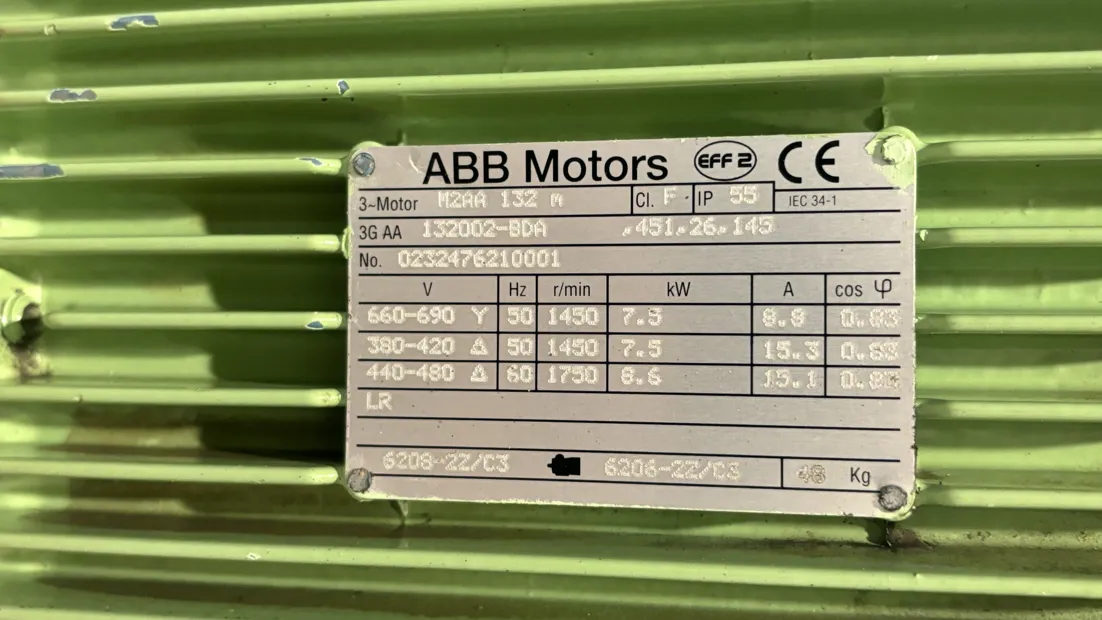 ABB Motors EFF 2 CE
3~Motor M2AA 132 M Cl. F IP 55 IEC 34-1
3G AA 132002-BDA .451.26.145
No. 0232476210001
V Hz r/min kW A cos φ
660-690 Y 50 1450 7.5 8.8 0.83
380-420 Δ 50 1450 7.5 15.3 0.83
440-480 Δ 60 1750 8.6 15.1 0.83
LR
6208-2Z/C3 6206-2Z/C3 48 Kg